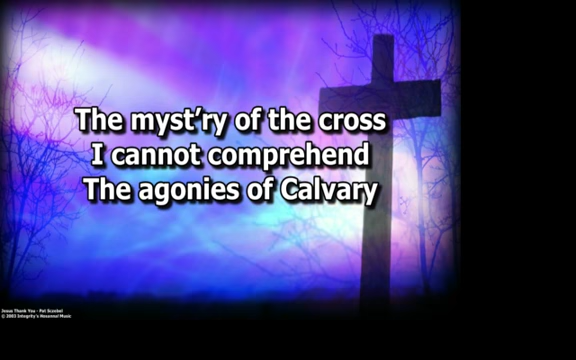 The myst'ry of the cross
I cannot comprehend
The agonies of Calvary
Jesus Thank You - Pat Sczebel
© 2003 Integrity's Hosanna! Music